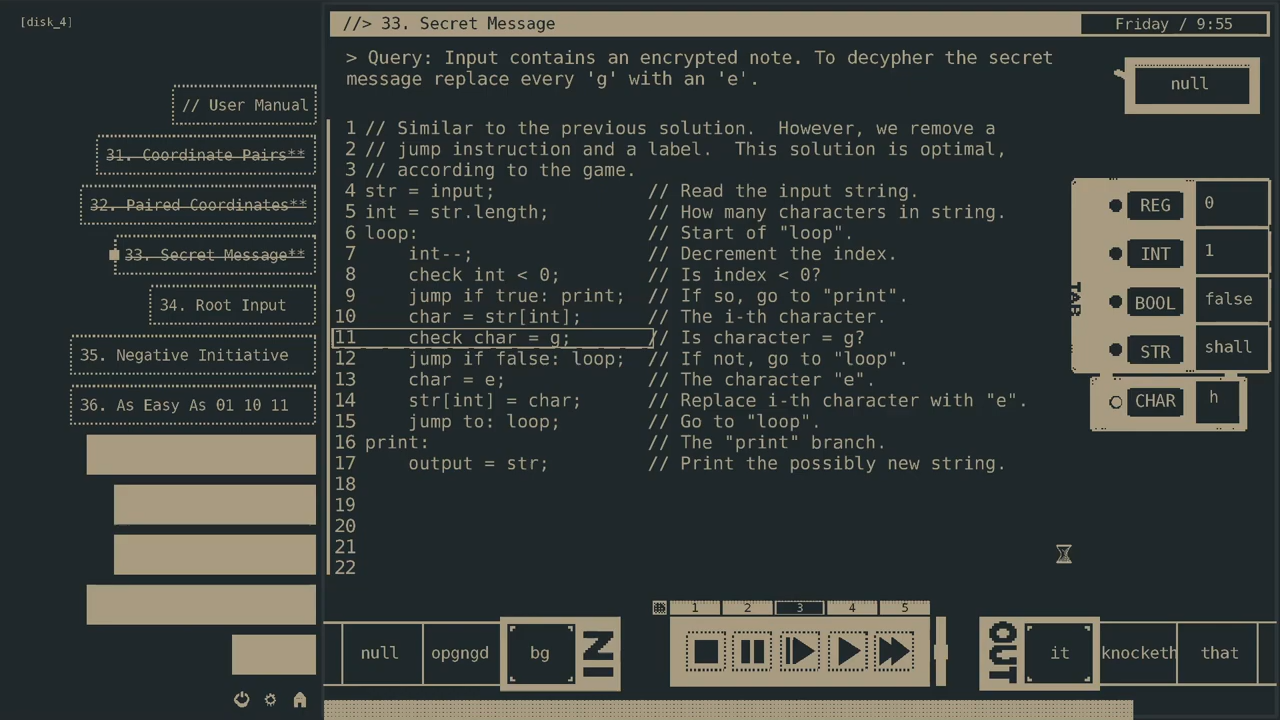 [disk_4]
//> 33. Secret Message
Friday / 9:55
> Query: Input contains an encrypted note. To decypher the secret
message replace every 'g' with an 'e'.
null
// User Manual
31. Coordinate Pairs**
32. Paired Coordinates**
33. Secret Message**
34. Root Input
35. Negative Initiative
36. As Easy As 01 10 11
1 // Similar to the previous solution.  However, we remove a
2 // jump instruction and a label.  This solution is optimal,
3 // according to the game.
4 str = input; // Read the input string.
5 int = str.length; // How many characters in string.
6 loop: // Start of "loop".
7 int--; // Decrement the index.
8 check int < 0; // Is index < 0?
9 jump if true: print; // If so, go to "print".
10 char = str[int]; // The i-th character.
11 check char = g; // Is character = g?
12 jump if false: loop; // If not, go to "loop".
13 char = e; // The character "e".
14 str[int] = char; // Replace i-th character with "e".
15 jump to: loop; // Go to "loop".
16 print: // The "print" branch.
17 output = str; // Print the possibly new string.
18
19
20
21
22
TAB
REG 0
INT 1
BOOL false
STR shall
CHAR h
1 2 3 4 5
null opgngd bg IN
OUT it knocketh that